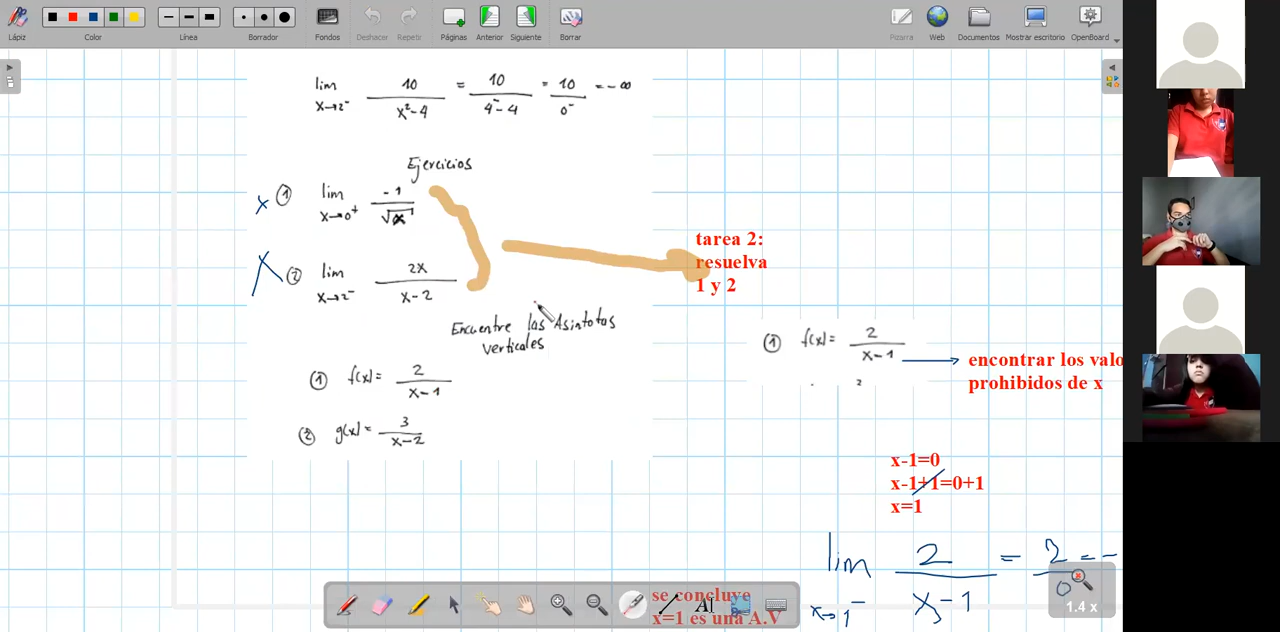 Lápiz Color Línea Borrador Fondos Deshacer Repetir Páginas Anterior Siguiente Borrar Pizarra Web Documentos Mostrar escritorio OpenBoard
lim x→2⁻ 10/(x²-4) = 10/(4⁻-4) = 10/0⁻ = -∞
Ejercicios
x ① lim x→0⁺ -1/√x
X ② lim x→2⁻ 2x/(x-2)
tarea 2:
resuelva
1 y 2
Encuentre las Asintotas
verticales
① f(x)= 2/(x-1)
② g(x)= 3/(x-2)
① f(x)= 2/(x-1)
encontrar los valo
prohibidos de x
x-1=0
x-1+1=0+1
x=1
lim x→1⁻ 2/(x-1) = 2/0 = -
se concluye
x=1 es una A.V
1.4 x